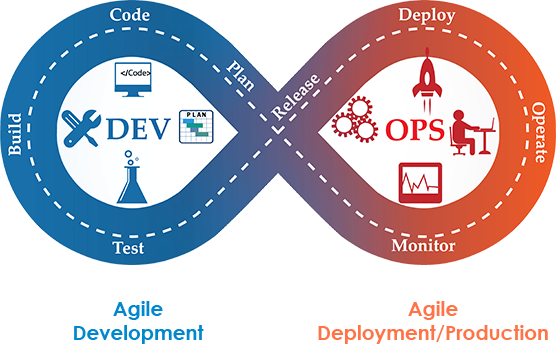 Code
</Code>
Plan
Build
DEV
PLAN
Test
Release
Deploy
OPS
Operate
Monitor
Agile
Development
Agile
Deployment/Production